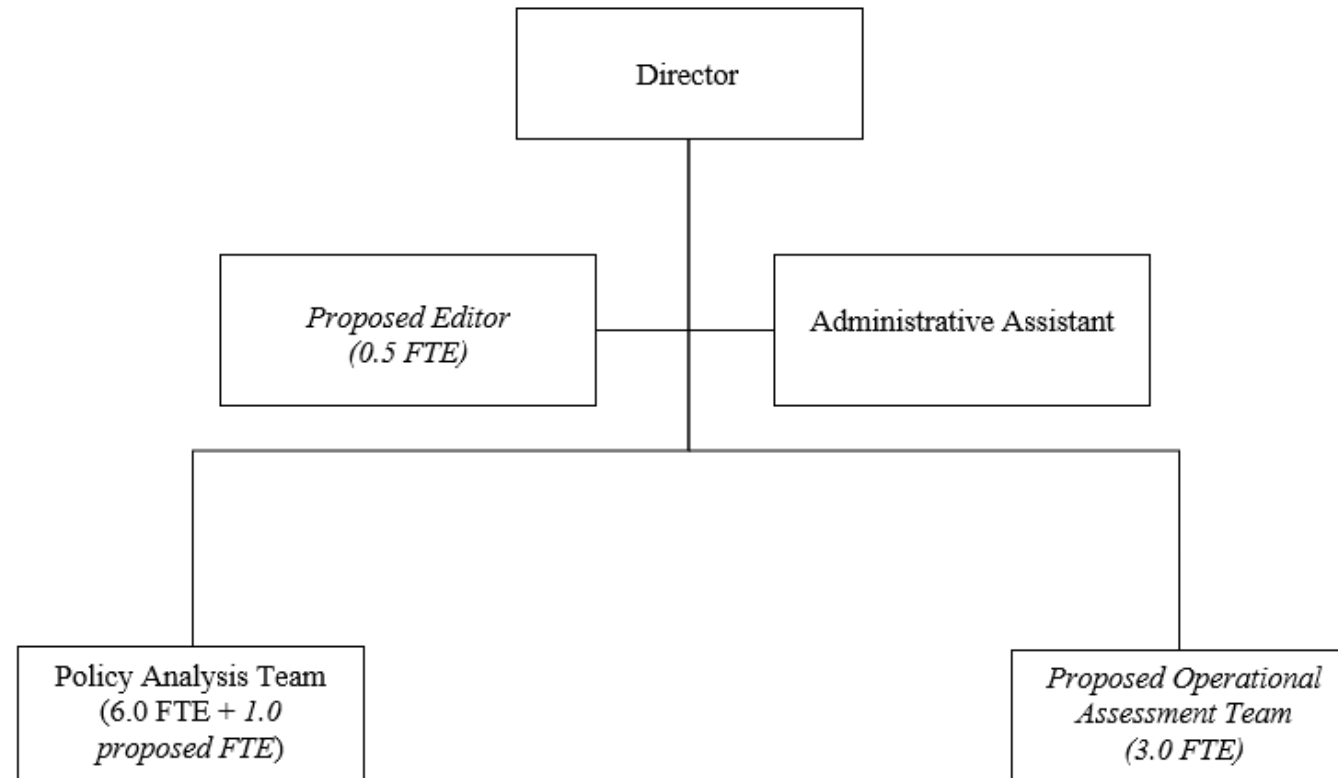 Director
Proposed Editor
(0.5 FTE)
Administrative Assistant
Policy Analysis Team
(6.0 FTE + 1.0
proposed FTE)
Proposed Operational
Assessment Team
(3.0 FTE)